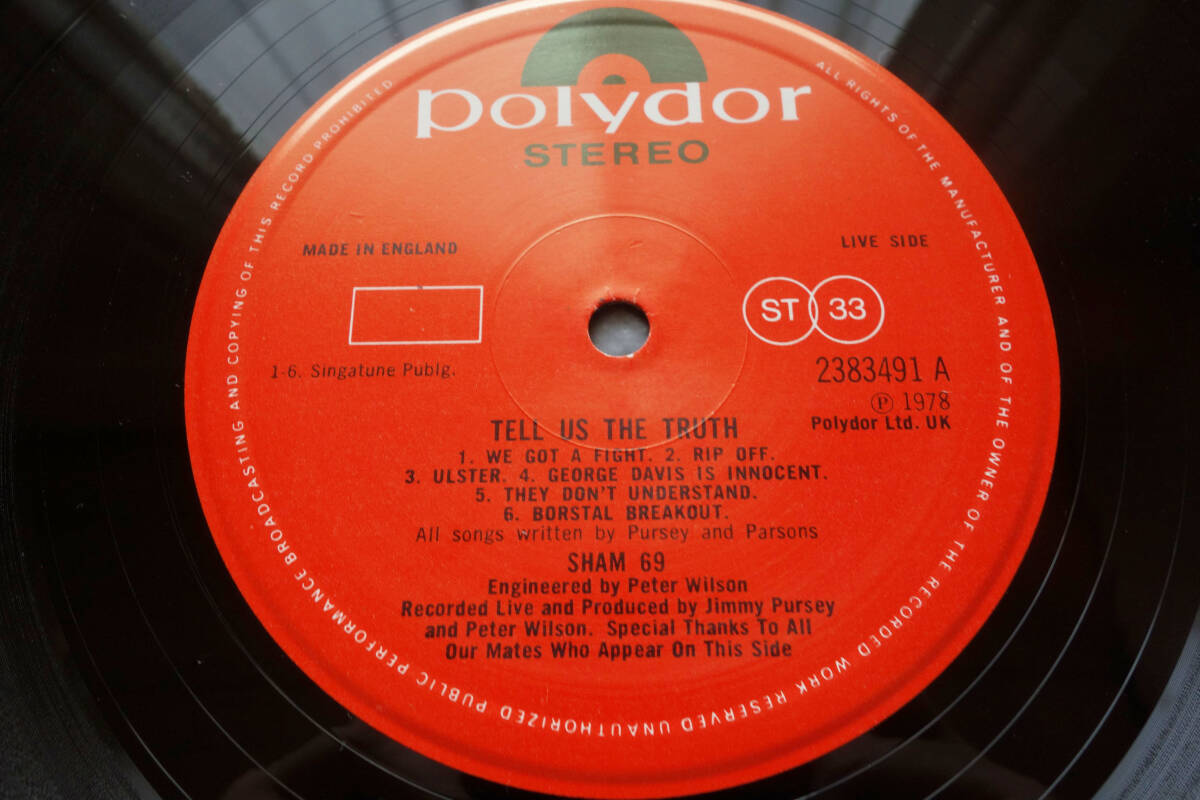 polydor
STEREO
MADE IN ENGLAND
LIVE SIDE
ST 33
1-6. Singatune Publg.
2383491 A
Ⓟ 1978
Polydor Ltd. UK
TELL US THE TRUTH
1. WE GOT A FIGHT. 2. RIP OFF.
3. ULSTER. 4. GEORGE DAVIS IS INNOCENT.
5. THEY DON'T UNDERSTAND.
6. BORSTAL BREAKOUT.
All songs written by Pursey and Parsons
SHAM 69
Engineered by Peter Wilson
Recorded Live and Produced by Jimmy Pursey
and Peter Wilson. Special Thanks To All
Our Mates Who Appear On This Side
ALL RIGHTS OF THE MANUFACTURER AND OF THE OWNER OF THE RECORDED WORK RESERVED UNAUTHORIZED PUBLIC PERFORMANCE BROADCASTING AND COPYING OF THIS RECORD PROHIBITED